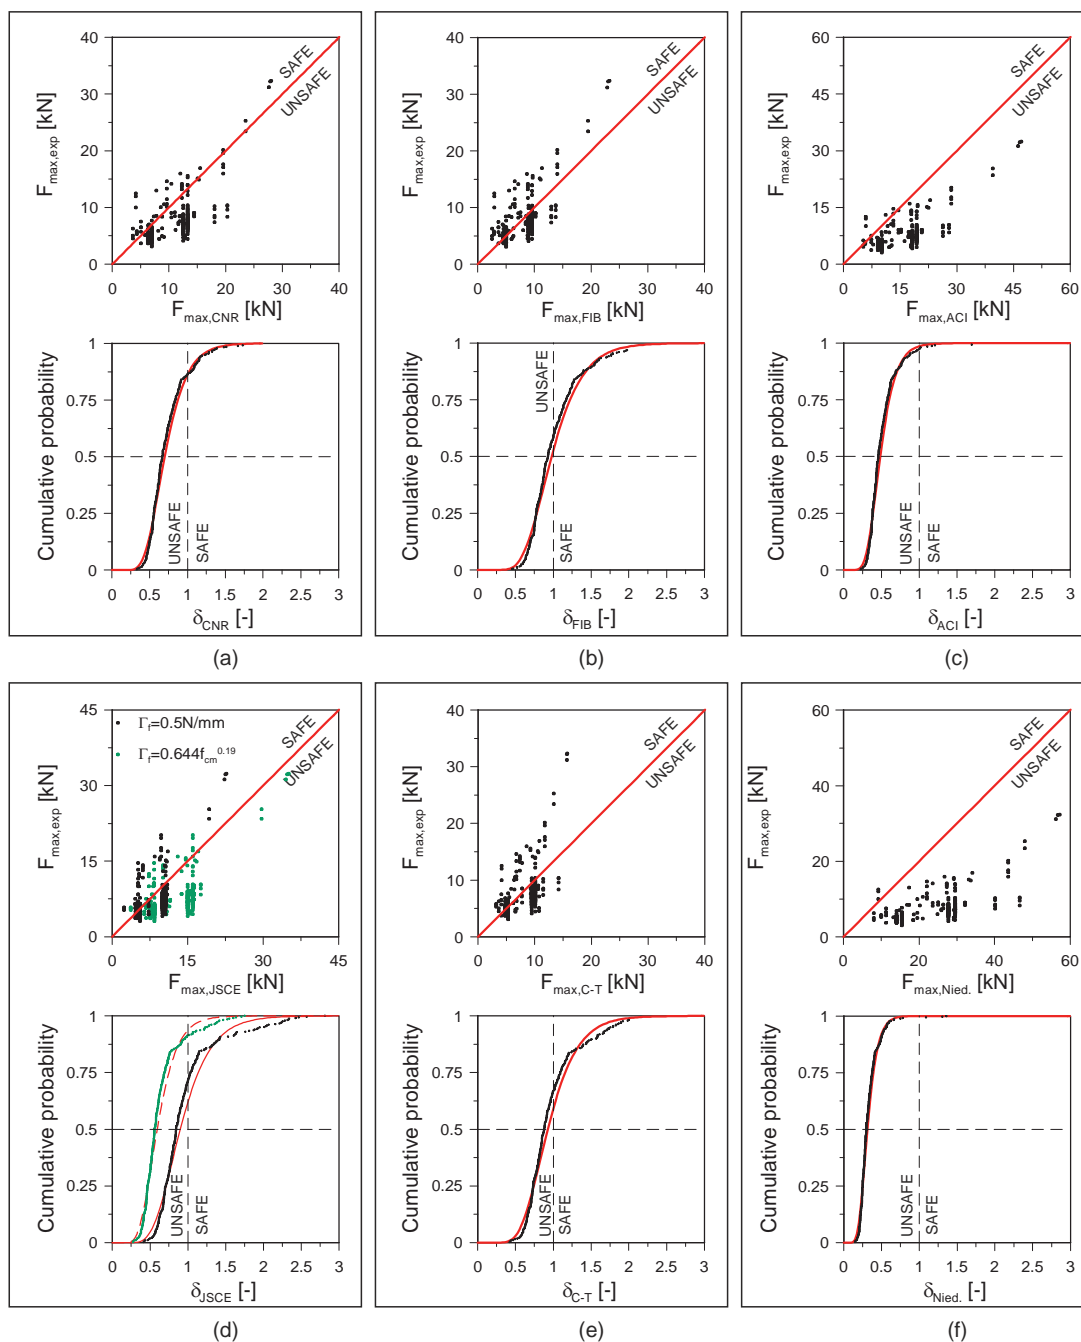 40
30
20
10
0
F_max,exp [kN]
SAFE
UNSAFE
0 10 20 30 40
F_max,CNR [kN]
1
0.75
0.5
0.25
0
Cumulative probability
UNSAFE
SAFE
0 0.5 1 1.5 2 2.5 3
δ_CNR [-]
(a)
40
30
20
10
0
F_max,exp [kN]
SAFE
UNSAFE
0 10 20 30 40
F_max,FIB [kN]
1
0.75
0.5
0.25
0
Cumulative probability
UNSAFE
SAFE
0 0.5 1 1.5 2 2.5 3
δ_FIB [-]
(b)
60
45
30
15
0
F_max,exp [kN]
SAFE
UNSAFE
0 15 30 45 60
F_max,ACI [kN]
1
0.75
0.5
0.25
0
Cumulative probability
UNSAFE
SAFE
0 0.5 1 1.5 2 2.5 3
δ_ACI [-]
(c)
45
30
15
0
F_max,exp [kN]
Γ_f=0.5N/mm
Γ_f=0.644f_cm^0.19
SAFE
UNSAFE
0 15 30 45
F_max,JSCE [kN]
1
0.75
0.5
0.25
0
Cumulative probability
UNSAFE
SAFE
0 0.5 1 1.5 2 2.5 3
δ_JSCE [-]
(d)
40
30
20
10
0
F_max,exp [kN]
SAFE
UNSAFE
0 10 20 30 40
F_max,C-T [kN]
1
0.75
0.5
0.25
0
Cumulative probability
UNSAFE
SAFE
0 0.5 1 1.5 2 2.5 3
δ_C-T [-]
(e)
60
40
20
0
F_max,exp [kN]
SAFE
UNSAFE
0 20 40 60
F_max,Nied. [kN]
1
0.75
0.5
0.25
0
Cumulative probability
UNSAFE
SAFE
0 0.5 1 1.5 2 2.5 3
δ_Nied. [-]
(f)